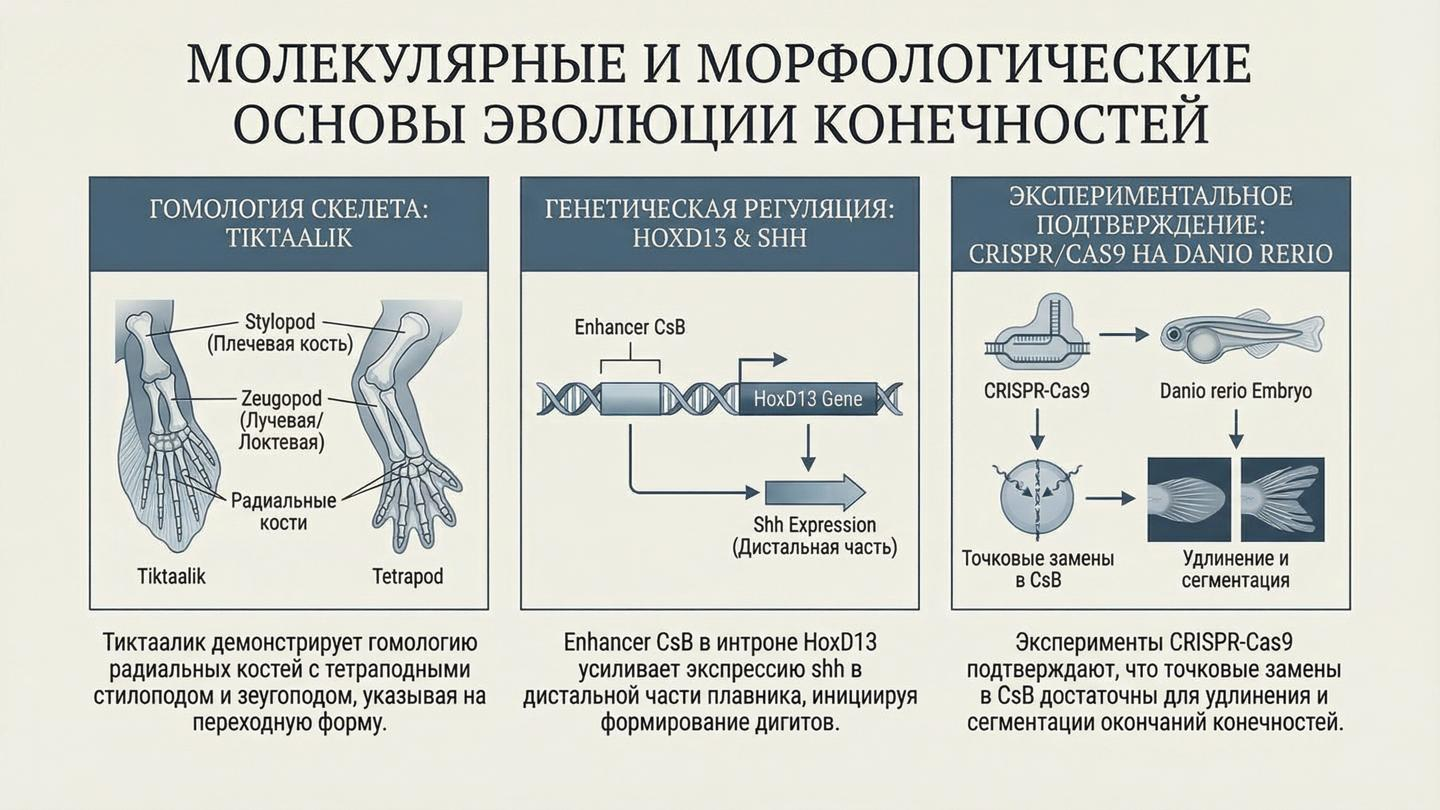 МОЛЕКУЛЯРНЫЕ И МОРФОЛОГИЧЕСКИЕ
ОСНОВЫ ЭВОЛЮЦИИ КОНЕЧНОСТЕЙ
ГОМОЛОГИЯ СКЕЛЕТА:
TIKTAALIK
Stylopod
(Плечевая кость)
Zeugopod
(Лучевая/
Локтевая)
Радиальные
кости
Tiktaalik
Tetrapod
Тиктаалик демонстрирует гомологию
радиальных костей с тетраподными
стилоподом и зеугоподом, указывая на
переходную форму.
ГЕНЕТИЧЕСКАЯ РЕГУЛЯЦИЯ:
HOXD13 & SHH
Enhancer CsB
HoxD13 Gene
Shh Expression
(Дистальная часть)
Enhancer CsB в интроне HoxD13
усиливает экспрессию shh в
дистальной части плавника, инициируя
формирование дигитов.
ЭКСПЕРИМЕНТАЛЬНОЕ
ПОДТВЕРЖДЕНИЕ:
CRISPR/CAS9 НА DANIO RERIO
CRISPR-Cas9
Danio rerio Embryo
Точковые замены
в CsB
Удлинение и
сегментация
Эксперименты CRISPR-Cas9
подтверждают, что точковые замены
в CsB достаточны для удлинения и
сегментации окончаний конечностей.